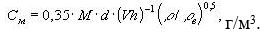 C_м = 0,35· M · d · (Vh)⁻¹ (ρ / ρ_в)^0,5, г/м³.